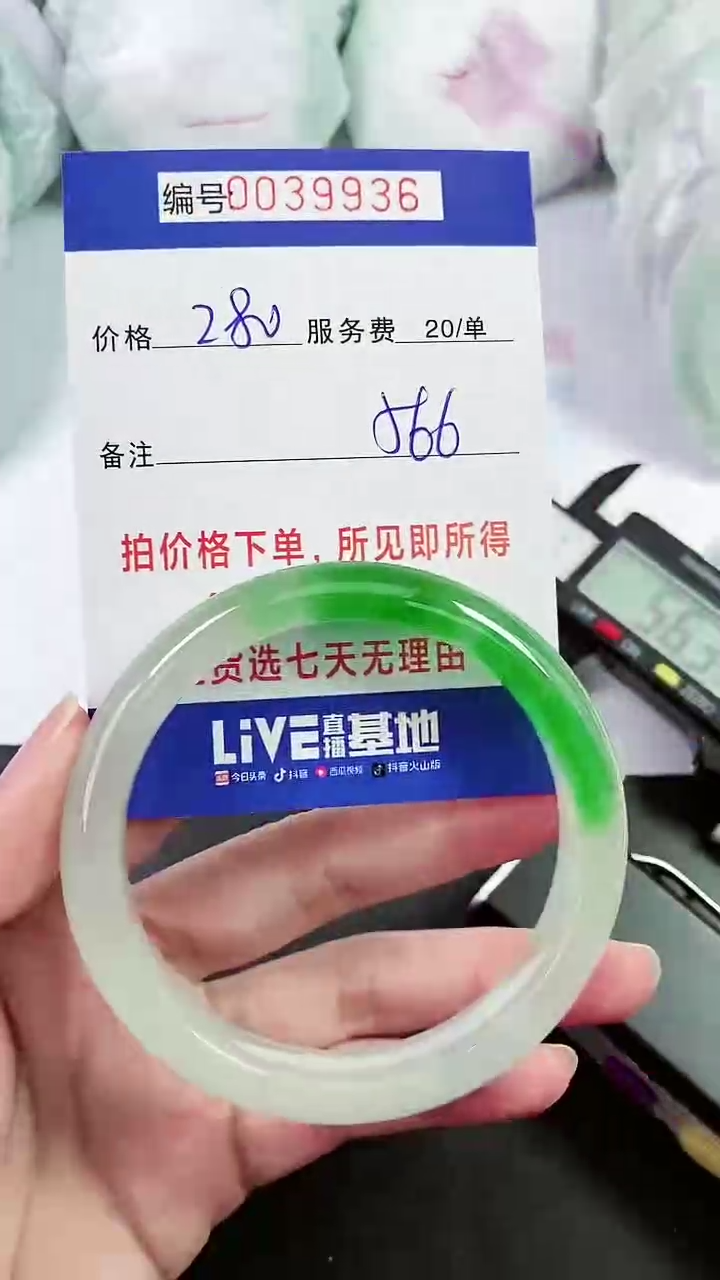 编号0039936
价格 280 服务费 20/单
备注 566
拍价格下单，所见即所得
货选七天无理由
LiVE直播基地
今日头条 抖音 西瓜视频 抖音火山版